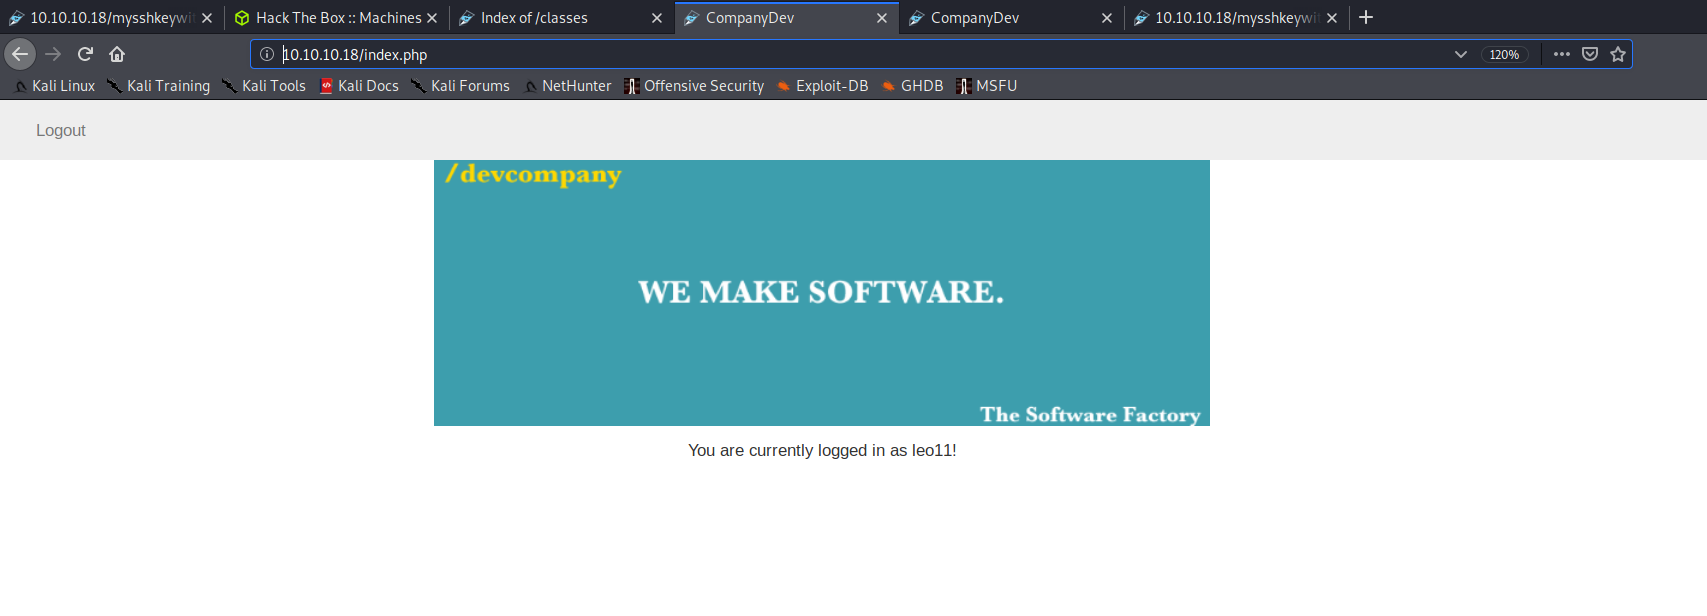 10.10.10.18/mysshkeywit
Hack The Box :: Machines
Index of /classes
CompanyDev
CompanyDev
10.10.10.18/mysshkeywit
10.10.10.18/index.php
120%
Kali Linux
Kali Training
Kali Tools
Kali Docs
Kali Forums
NetHunter
Offensive Security
Exploit-DB
GHDB
MSFU
Logout
/devcompany
WE MAKE SOFTWARE.
The Software Factory
You are currently logged in as leo11!